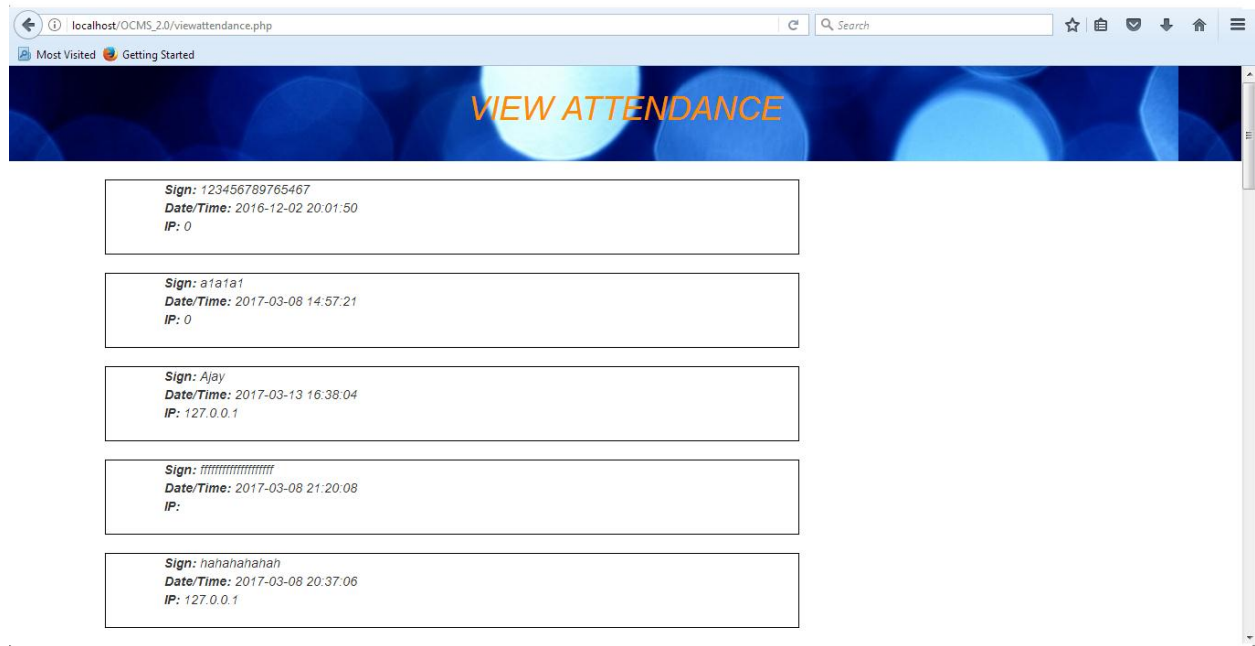 localhost/OCMS_2.0/viewattendance.php
Search
Most Visited Getting Started
VIEW ATTENDANCE
Sign: 123456789765467
Date/Time: 2016-12-02 20:01:50
IP: 0
Sign: a1a1a1
Date/Time: 2017-03-08 14:57:21
IP: 0
Sign: Ajay
Date/Time: 2017-03-13 16:38:04
IP: 127.0.0.1
Sign:
Date/Time: 2017-03-08 21:20:08
IP:
Sign: hahahahahah
Date/Time: 2017-03-08 20:37:06
IP: 127.0.0.1